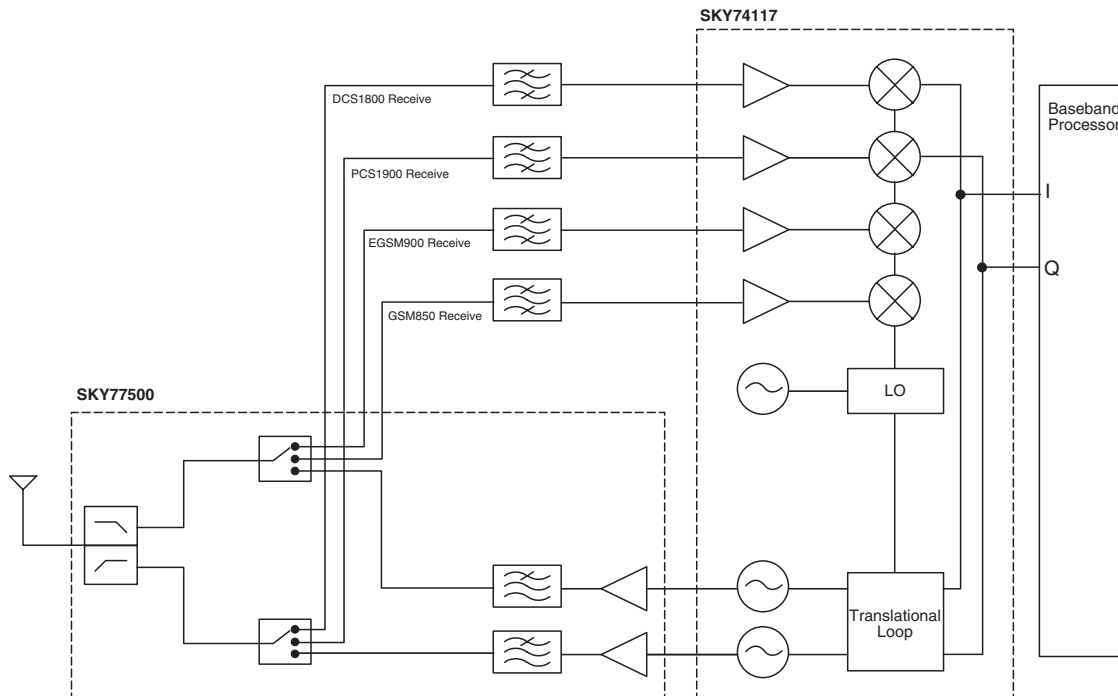 SKY74117
DCS1800 Receive
PCS1900 Receive
EGSM900 Receive
GSM850 Receive
Baseband
Processor
I
Q
LO
SKY77500
Translational
Loop